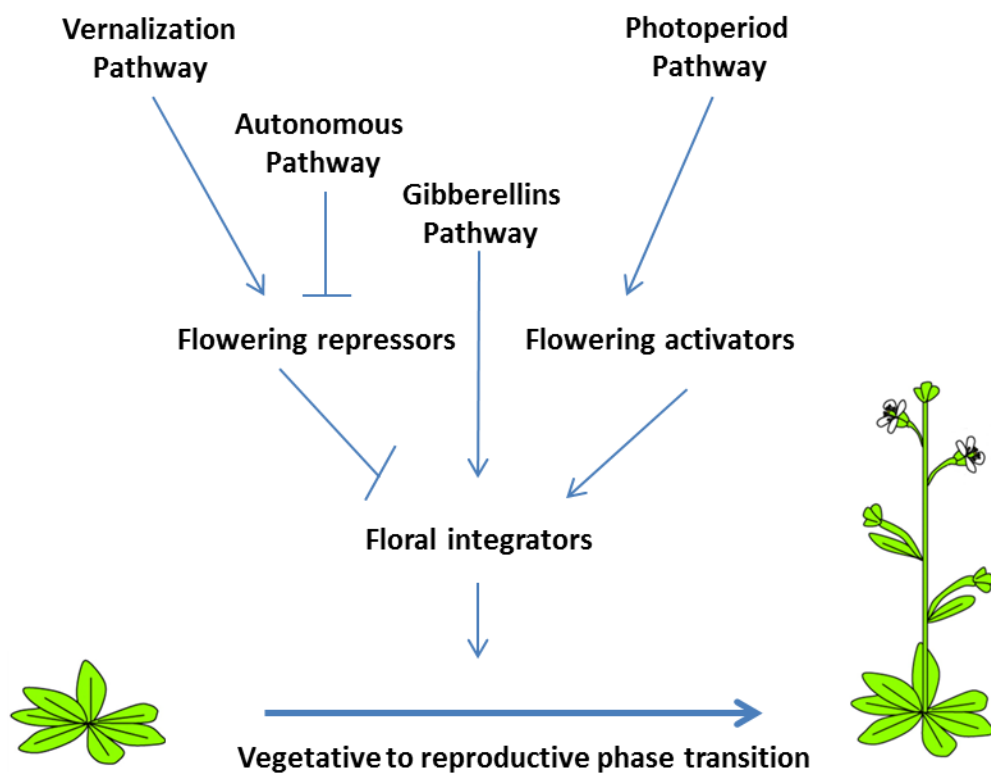 Vernalization
Pathway
Photoperiod
Pathway
Autonomous
Pathway
Gibberellins
Pathway
Flowering repressors
Flowering activators
Floral integrators
Vegetative to reproductive phase transition